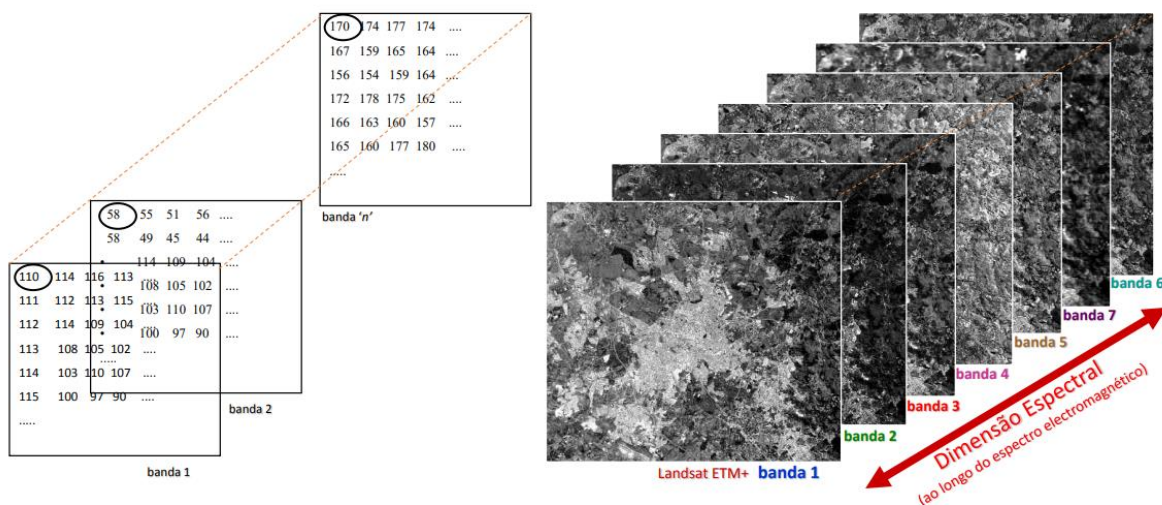 170 174 177 174 ....
167 159 165 164 ....
156 154 159 164 ....
172 178 175 162 ....
166 163 160 157 ....
165 160 177 180 ....
.....
banda ‘n’
58 55 51 56 ....
58 49 45 44 ....
114 109 104 ....
108 105 102 ....
103 110 107 ....
100 97 90 ....
.....
banda 2
110 114 116 113 ....
111 112 113 115 ....
112 114 109 104 ....
113 108 105 102 ....
114 103 110 107 ....
115 100 97 90 ....
.....
banda 1
banda 6
banda 7
banda 5
banda 4
banda 3
banda 2
Landsat ETM+ banda 1
Dimensão Espectral
(ao longo do espectro electromagnético)